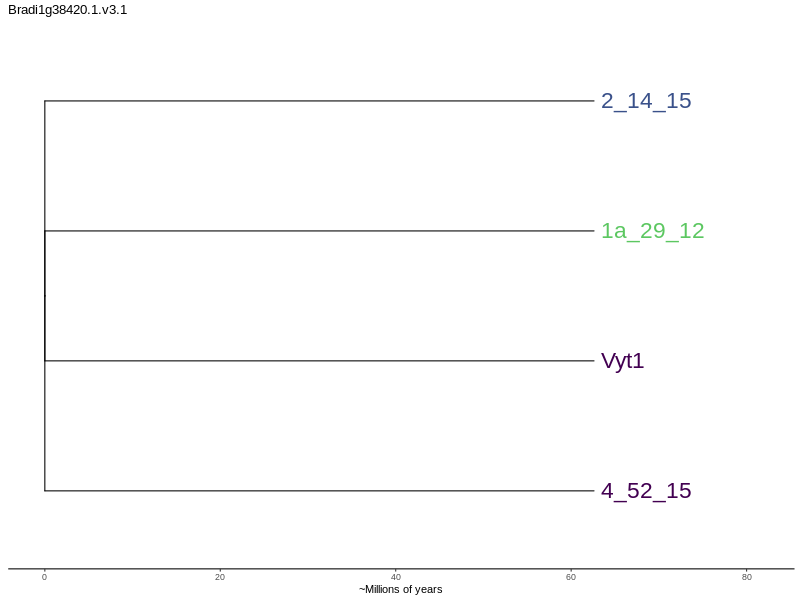 Bradi1g38420.1.v3.1
2_14_15
1a_29_12
Vyt1
4_52_15
0 20 40 60 80
~Millions of years